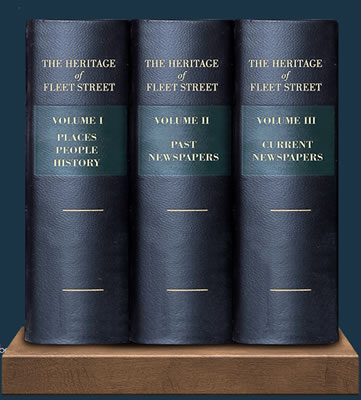 THE HERITAGE
of
FLEET STREET
VOLUME I
PLACES
PEOPLE
HISTORY
THE HERITAGE
of
FLEET STREET
VOLUME II
PAST
NEWSPAPERS
THE HERITAGE
of
FLEET STREET
VOLUME III
CURRENT
NEWSPAPERS